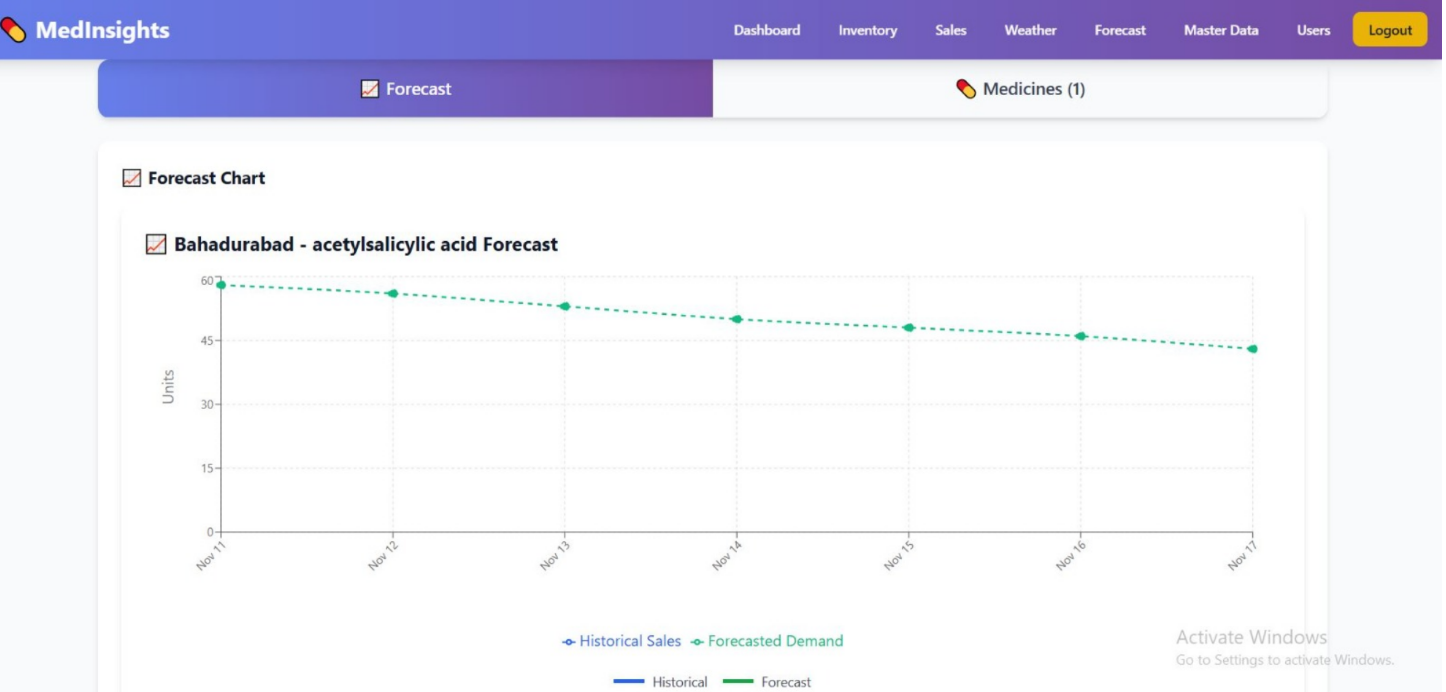 MedInsights
Dashboard Inventory Sales Weather Forecast Master Data Users Logout
Forecast
Medicines (1)
Forecast Chart
Bahadurabad - acetylsalicylic acid Forecast
60
45
30
15
0
Units
Nov 11 Nov 12 Nov 13 Nov 14 Nov 15 Nov 16 Nov 17
Historical Sales Forecasted Demand
Historical Forecast
Activate Windows
Go to Settings to activate Windows.